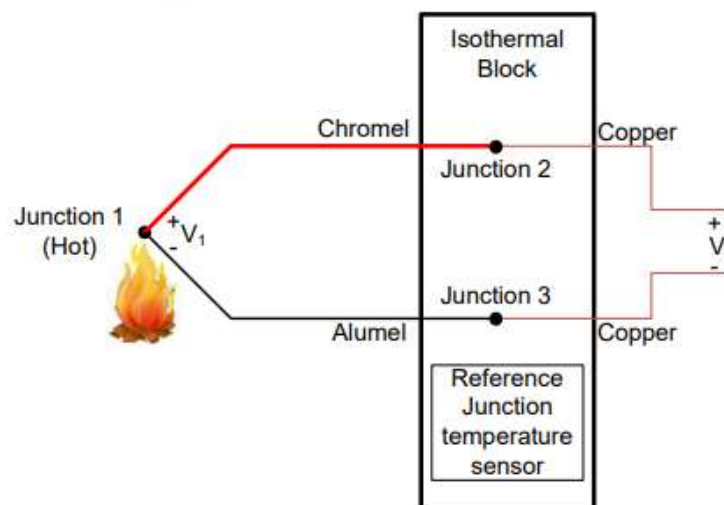 Isothermal
Block
Chromel
Copper
Junction 2
Junction 1
(Hot)
+
V₁
-
+
V
-
Junction 3
Alumel
Copper
Reference
Junction
temperature
sensor